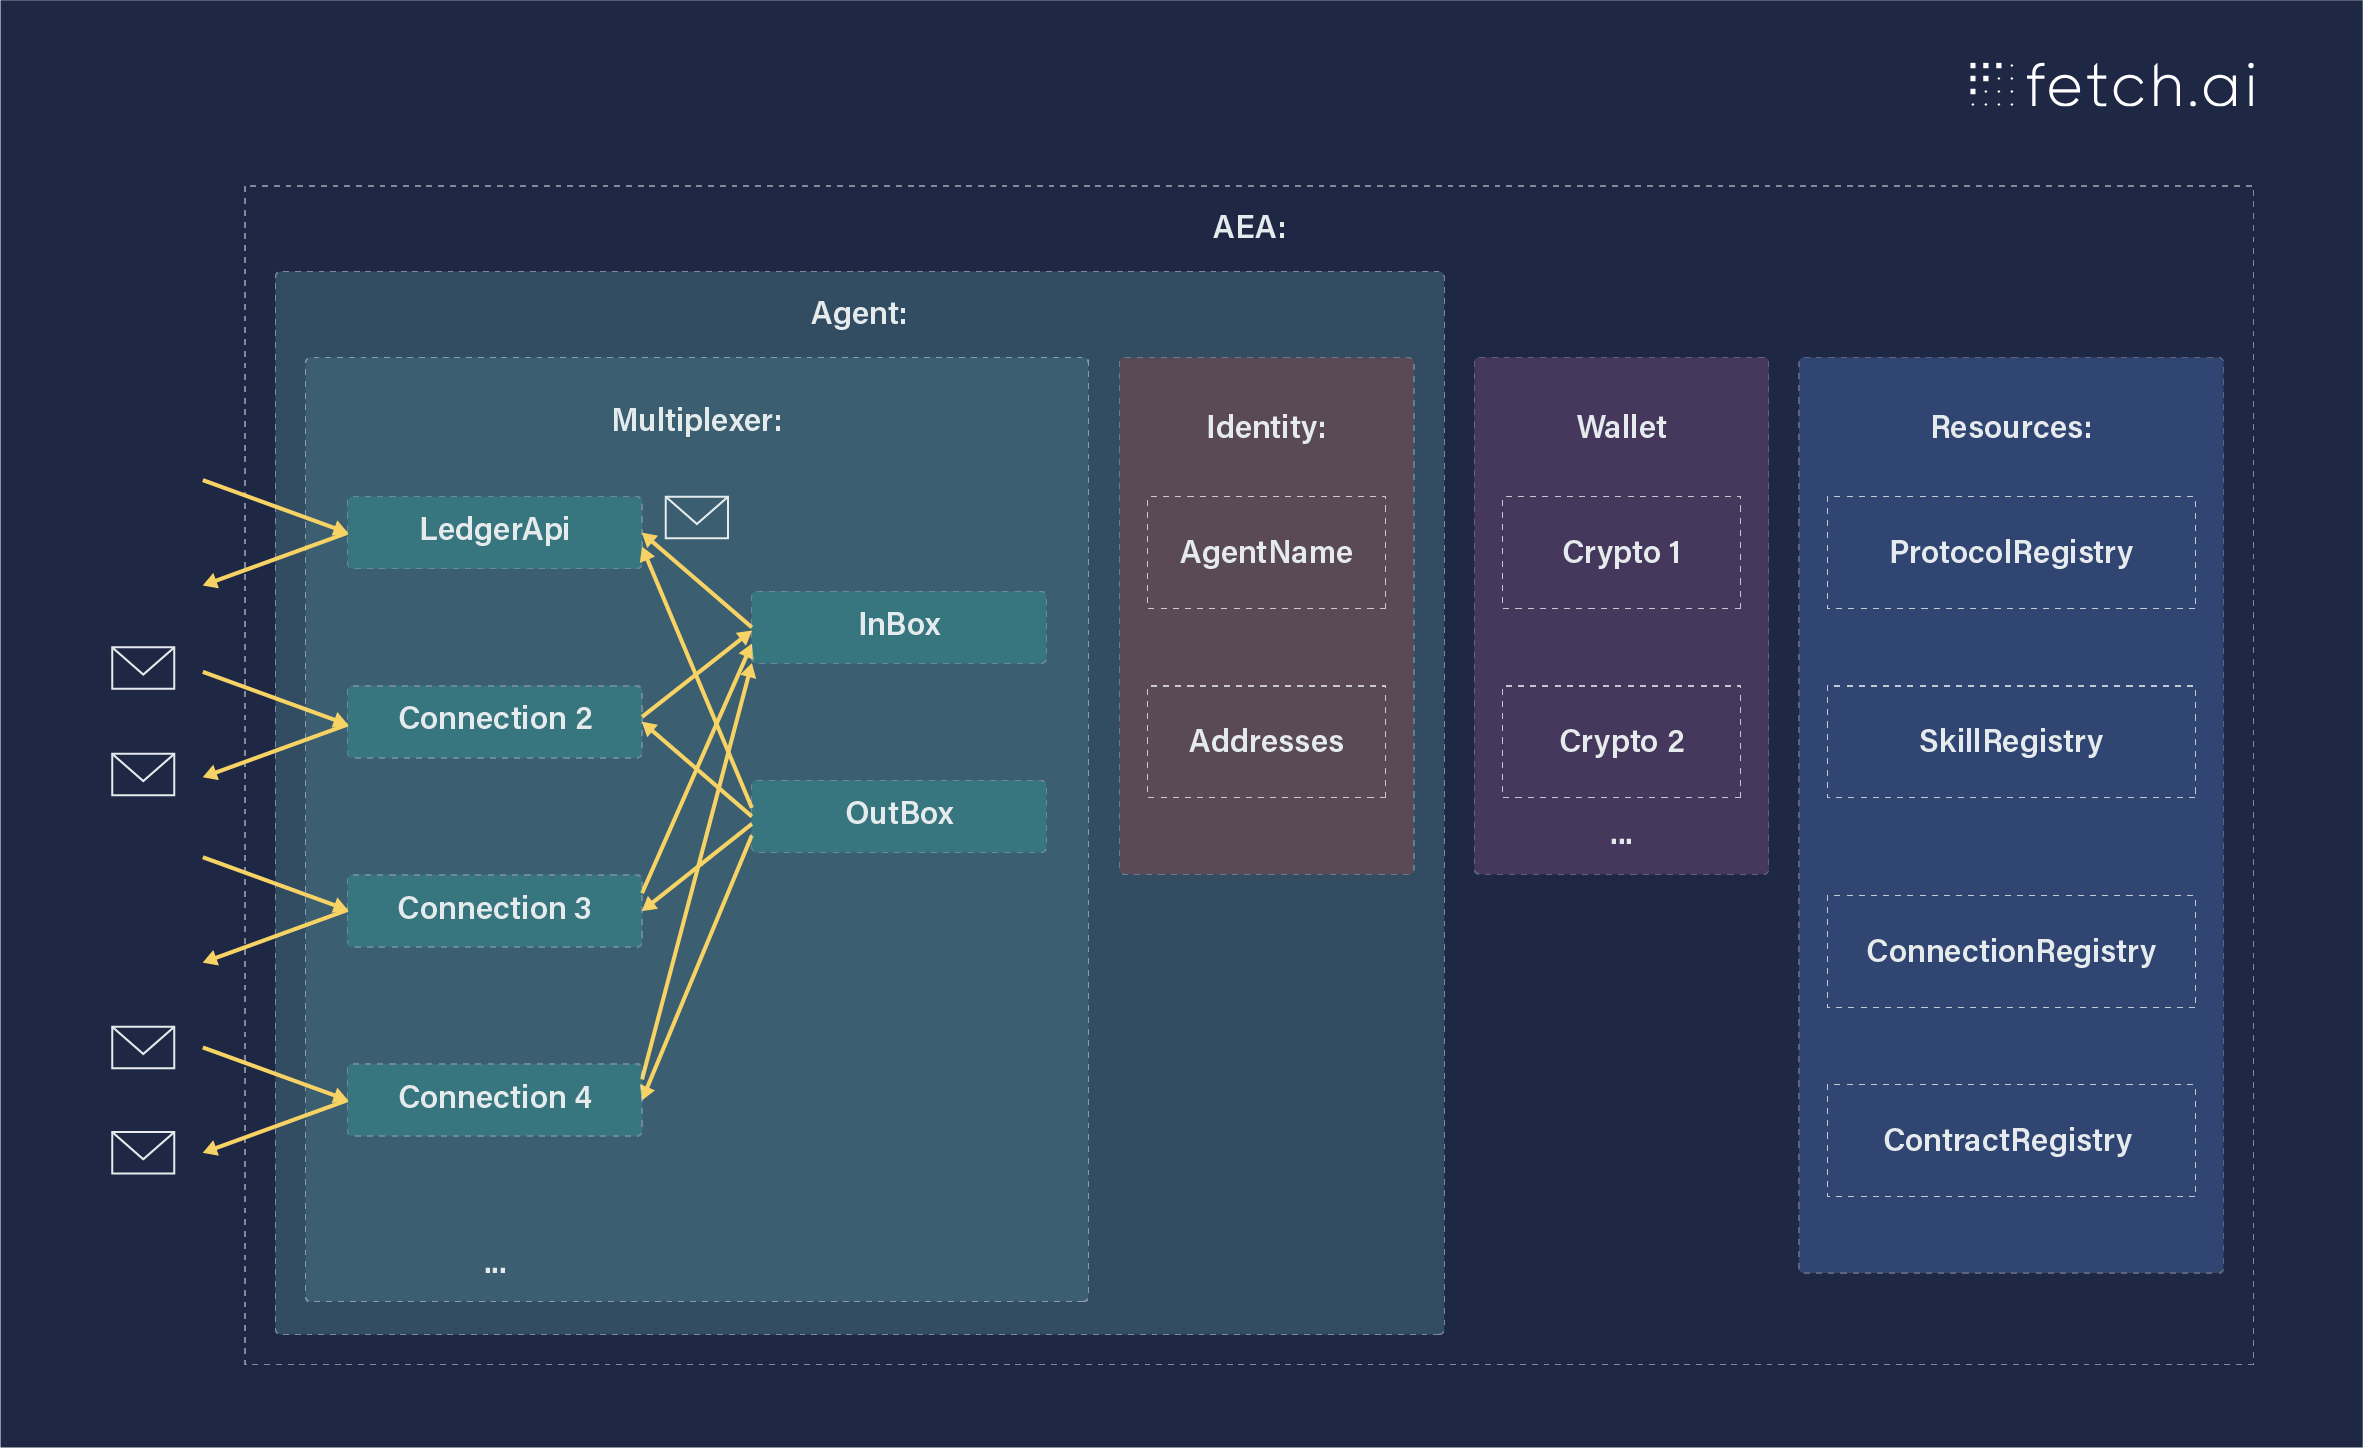 fetch.ai
AEA:
Agent:
Multiplexer:
LedgerApi
Connection 2
Connection 3
Connection 4
...
InBox
OutBox
Identity:
AgentName
Addresses
Wallet
Crypto 1
Crypto 2
...
Resources:
ProtocolRegistry
SkillRegistry
ConnectionRegistry
ContractRegistry